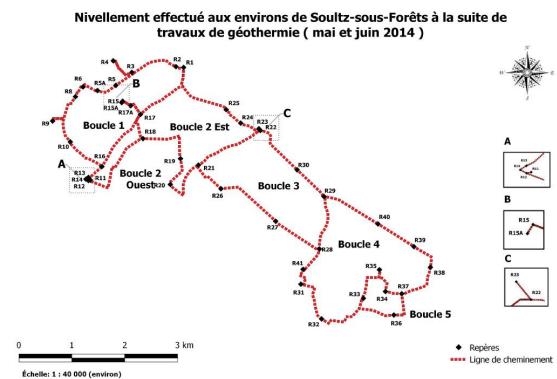 Nivellement effectué aux environs de Soultz-sous-Forêts à la suite de
travaux de géothermie ( mai et juin 2014 )
R4
R3
R2
R1
R6
R5A
R5
B
R8
R15
R15A
R17A
R17
R25
R24
R23
R22
C
R9
Boucle 1
Boucle 2 Est
R18
R10
R16
A
R13
R14
R12
R11
Boucle 2
Ouest
R19
R20
R21
R26
R30
Boucle 3
R29
R27
R28
R40
Boucle 4
R39
R41
R35
R38
R31
R33
R34
R37
R32
R36
Boucle 5
A
R13
R14
R11
R12
B
R15
R15A
C
R23
R22
0
1
2
3 km
Échelle: 1 : 40 000 (environ)
Repères
Ligne de cheminement